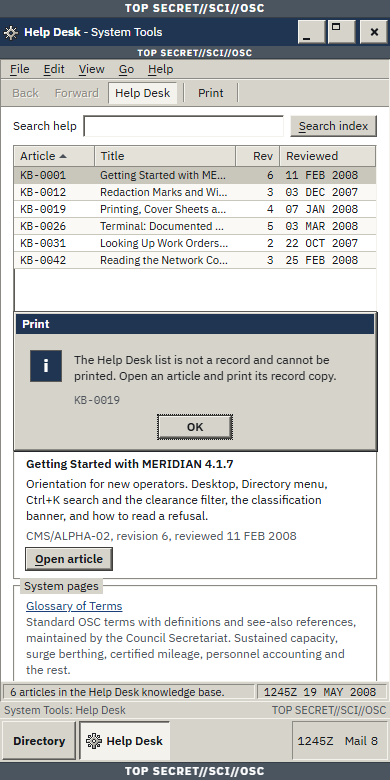 TOP SECRET//SCI//OSC
Help Desk - System Tools
TOP SECRET//SCI//OSC
File Edit View Go Help
Back Forward Help Desk Print
Search help Search index
Article Title Rev Reviewed
KB-0001 Getting Started with ME... 6 11 FEB 2008
KB-0012 Redaction Marks and Wi... 3 03 DEC 2007
KB-0019 Printing, Cover Sheets a... 4 07 JAN 2008
KB-0026 Terminal: Documented ... 5 03 MAR 2008
KB-0031 Looking Up Work Orders... 2 22 OCT 2007
KB-0042 Reading the Network Co... 3 25 FEB 2008
Print
The Help Desk list is not a record and cannot be
printed. Open an article and print its record copy.
KB-0019
OK
Getting Started with MERIDIAN 4.1.7
Orientation for new operators. Desktop, Directory menu,
Ctrl+K search and the clearance filter, the classification
banner, and how to read a refusal.
CMS/ALPHA-02, revision 6, reviewed 11 FEB 2008
Open article
System pages
Glossary of Terms
Standard OSC terms with definitions and see-also references,
maintained by the Council Secretariat. Sustained capacity,
surge berthing, certified mileage, personnel accounting and
the rest.
6 articles in the Help Desk knowledge base. 1245Z 19 MAY 2008
System Tools: Help Desk TOP SECRET//SCI//OSC
Directory Help Desk 1245Z Mail 8
TOP SECRET//SCI//OSC